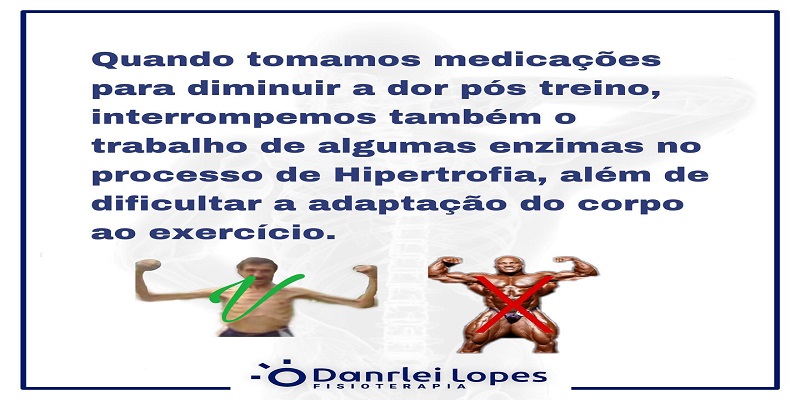 Quando tomamos medicações
para diminuir a dor pós treino,
interrompemos também o
trabalho de algumas enzimas no
processo de Hipertrofia, além de
dificultar a adaptação do corpo
ao exercício.
Danrlei Lopes
FISIOTERAPIA